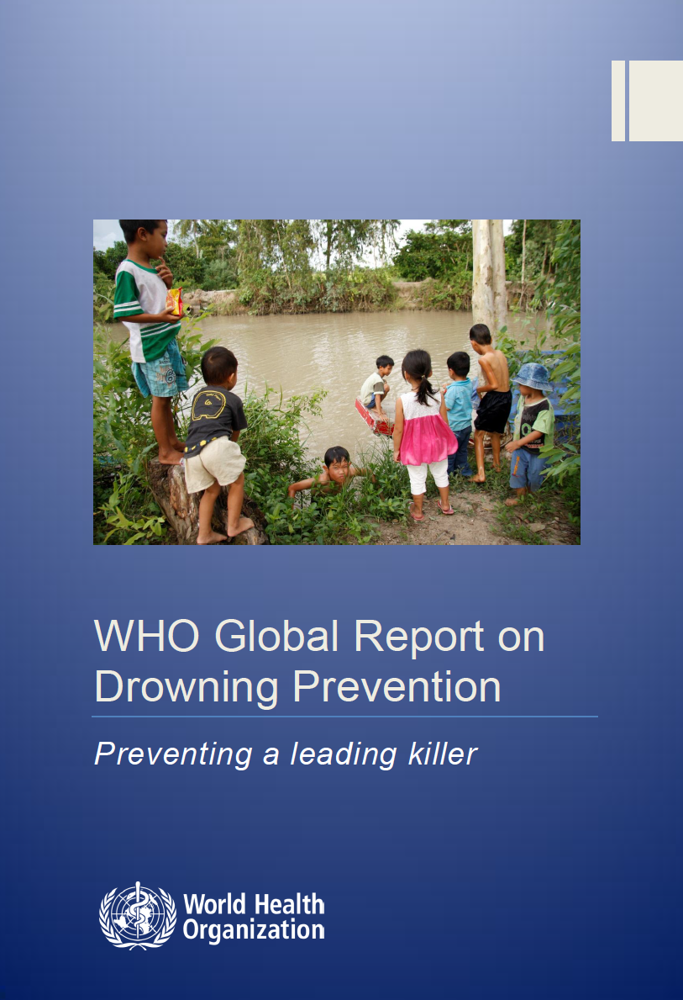 WHO Global Report on
Drowning Prevention
Preventing a leading killer
World Health
Organization